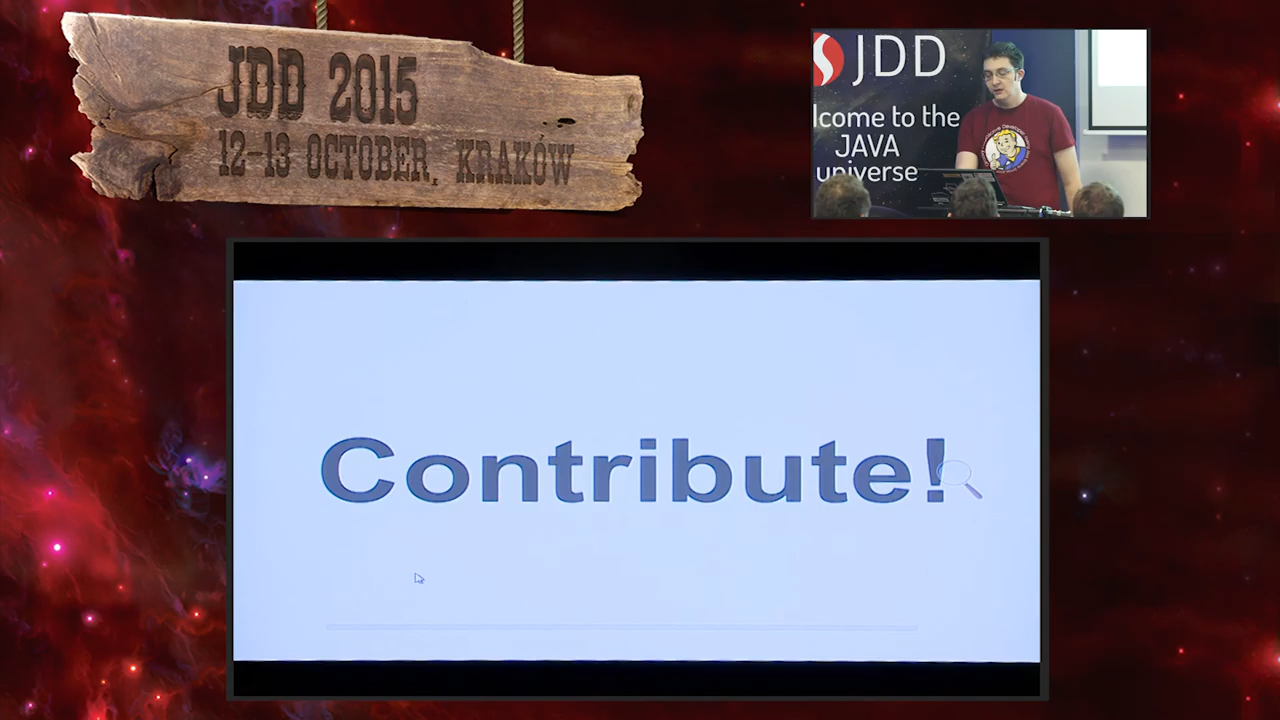 JDD 2015
12-13 OCTOBER, KRAKÓW
JDD
lcome to the
JAVA
universe
Contribute!